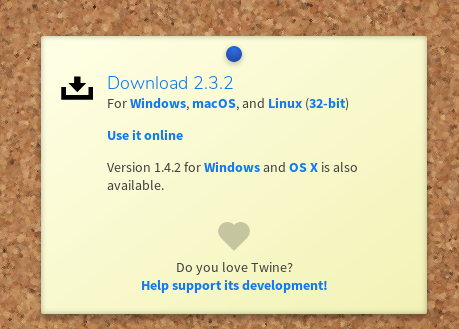 Download 2.3.2
For Windows, macOS, and Linux (32-bit)
Use it online
Version 1.4.2 for Windows and OS X is also
available.
Do you love Twine?
Help support its development!